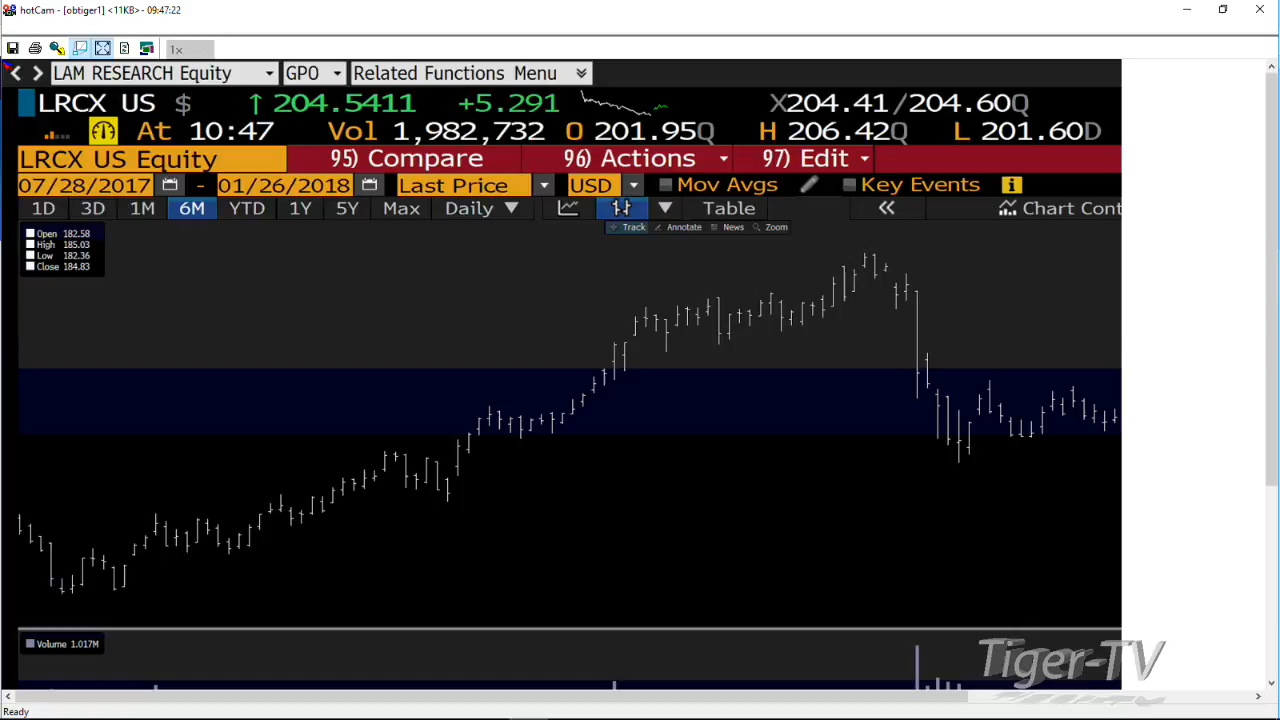 hotCam - [obtiger1] <11KB> - 09:47:22
1x
LAM RESEARCH Equity GPO Related Functions Menu
LRCX US $ ↑ 204.5411 +5.291 X204.41/204.60Q
At 10:47 Vol 1,982,732 O 201.95Q H 206.42Q L 201.60D
LRCX US Equity 95) Compare 96) Actions 97) Edit
07/28/2017 - 01/26/2018 Last Price USD Mov Avgs Key Events
1D 3D 1M 6M YTD 1Y 5Y Max Daily ▼ Table « Chart Cont
Track Annotate News Zoom
Open 182.58
High 185.03
Low 182.36
Close 184.83
Volume 1.017M
Tiger-TV
Ready